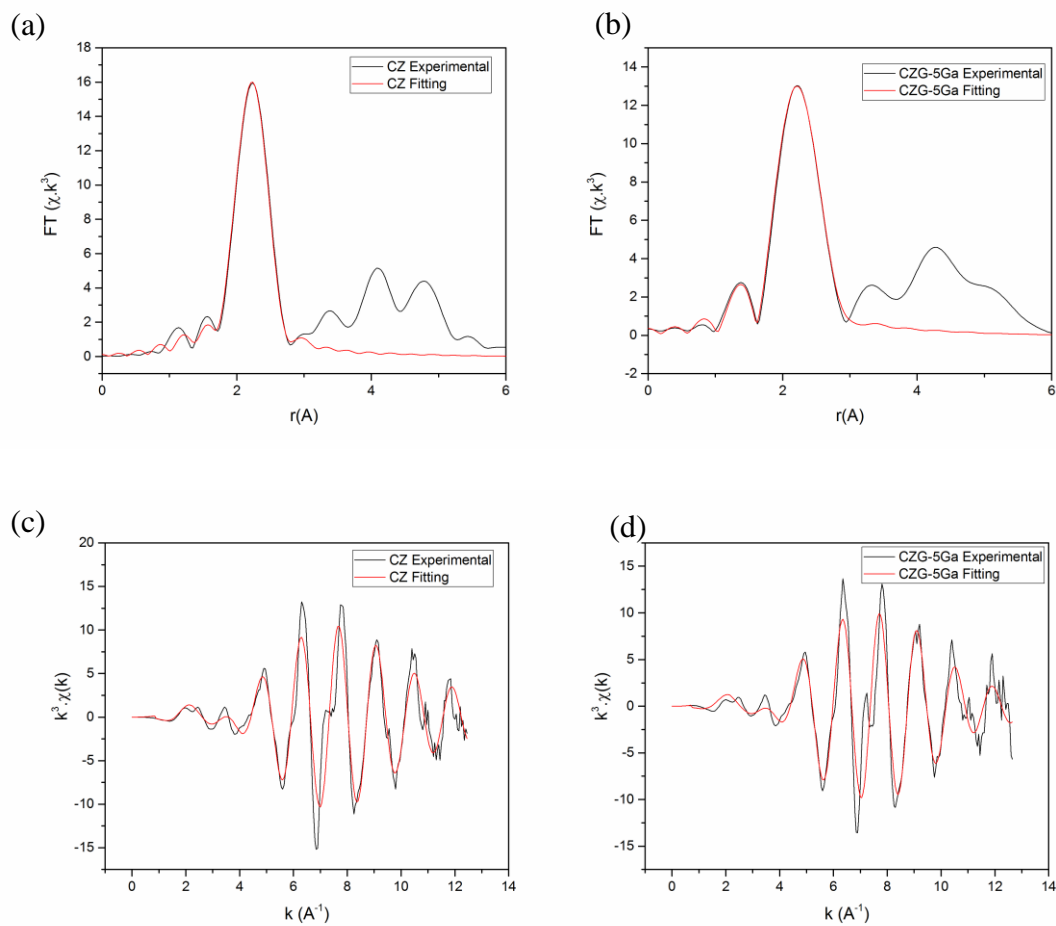 (a)
(b)
CZ Experimental
CZ Fitting
18
16
14
12
10
8
6
4
2
0
FT (χ.k³)
0
2
4
6
r(A)
CZG-5Ga Experimental
CZG-5Ga Fitting
14
12
10
8
6
4
2
0
-2
FT (χ.k³)
0
2
4
6
r(A)
(c)
(d)
CZ Experimental
CZ Fitting
20
15
10
5
0
-5
-10
-15
k³.χ(k)
0
2
4
6
8
10
12
14
k (A⁻¹)
CZG-5Ga Experimental
CZG-5Ga Fitting
15
10
5
0
-5
-10
-15
k³.χ(k)
0
2
4
6
8
10
12
14
k (A⁻¹)